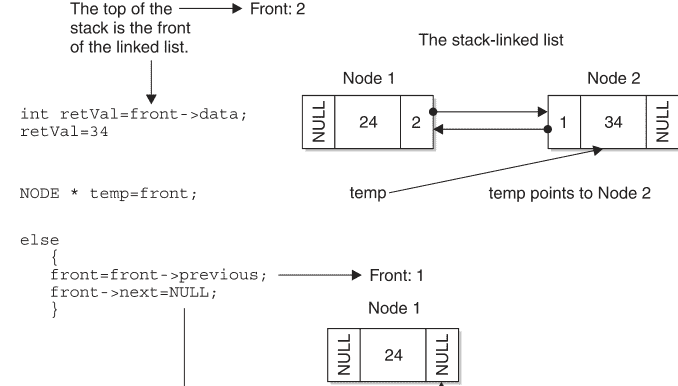 The top of the
stack is the front
of the linked list.
Front: 2
The stack-linked list
Node 1
Node 2
int retVal=front->data;
retVal=34
NULL
24
2
1
34
NULL
NODE * temp=front;
temp
temp points to Node 2
else
{
front=front->previous;
Front: 1
front->next=NULL;
}
Node 1
NULL
24
NULL